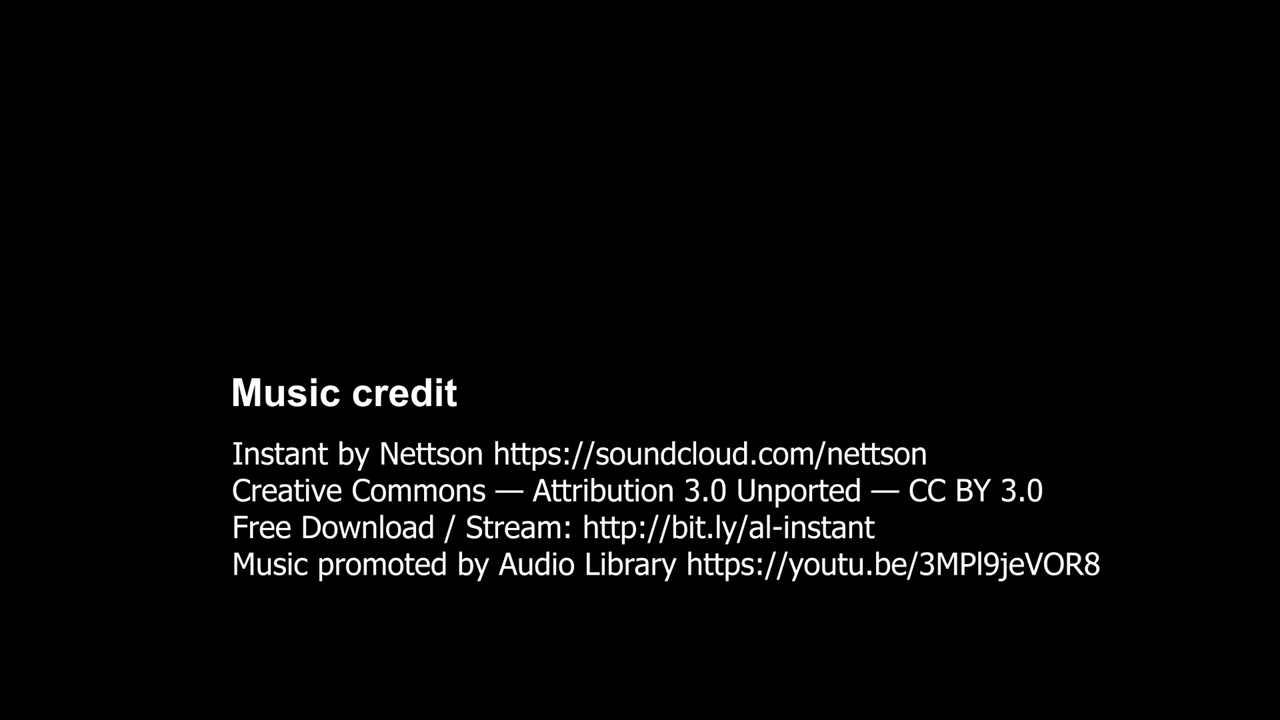 Music credit
Instant by Nettson https://soundcloud.com/nettson
Creative Commons — Attribution 3.0 Unported — CC BY 3.0
Free Download / Stream: http://bit.ly/al-instant
Music promoted by Audio Library https://youtu.be/3MPl9jeVOR8